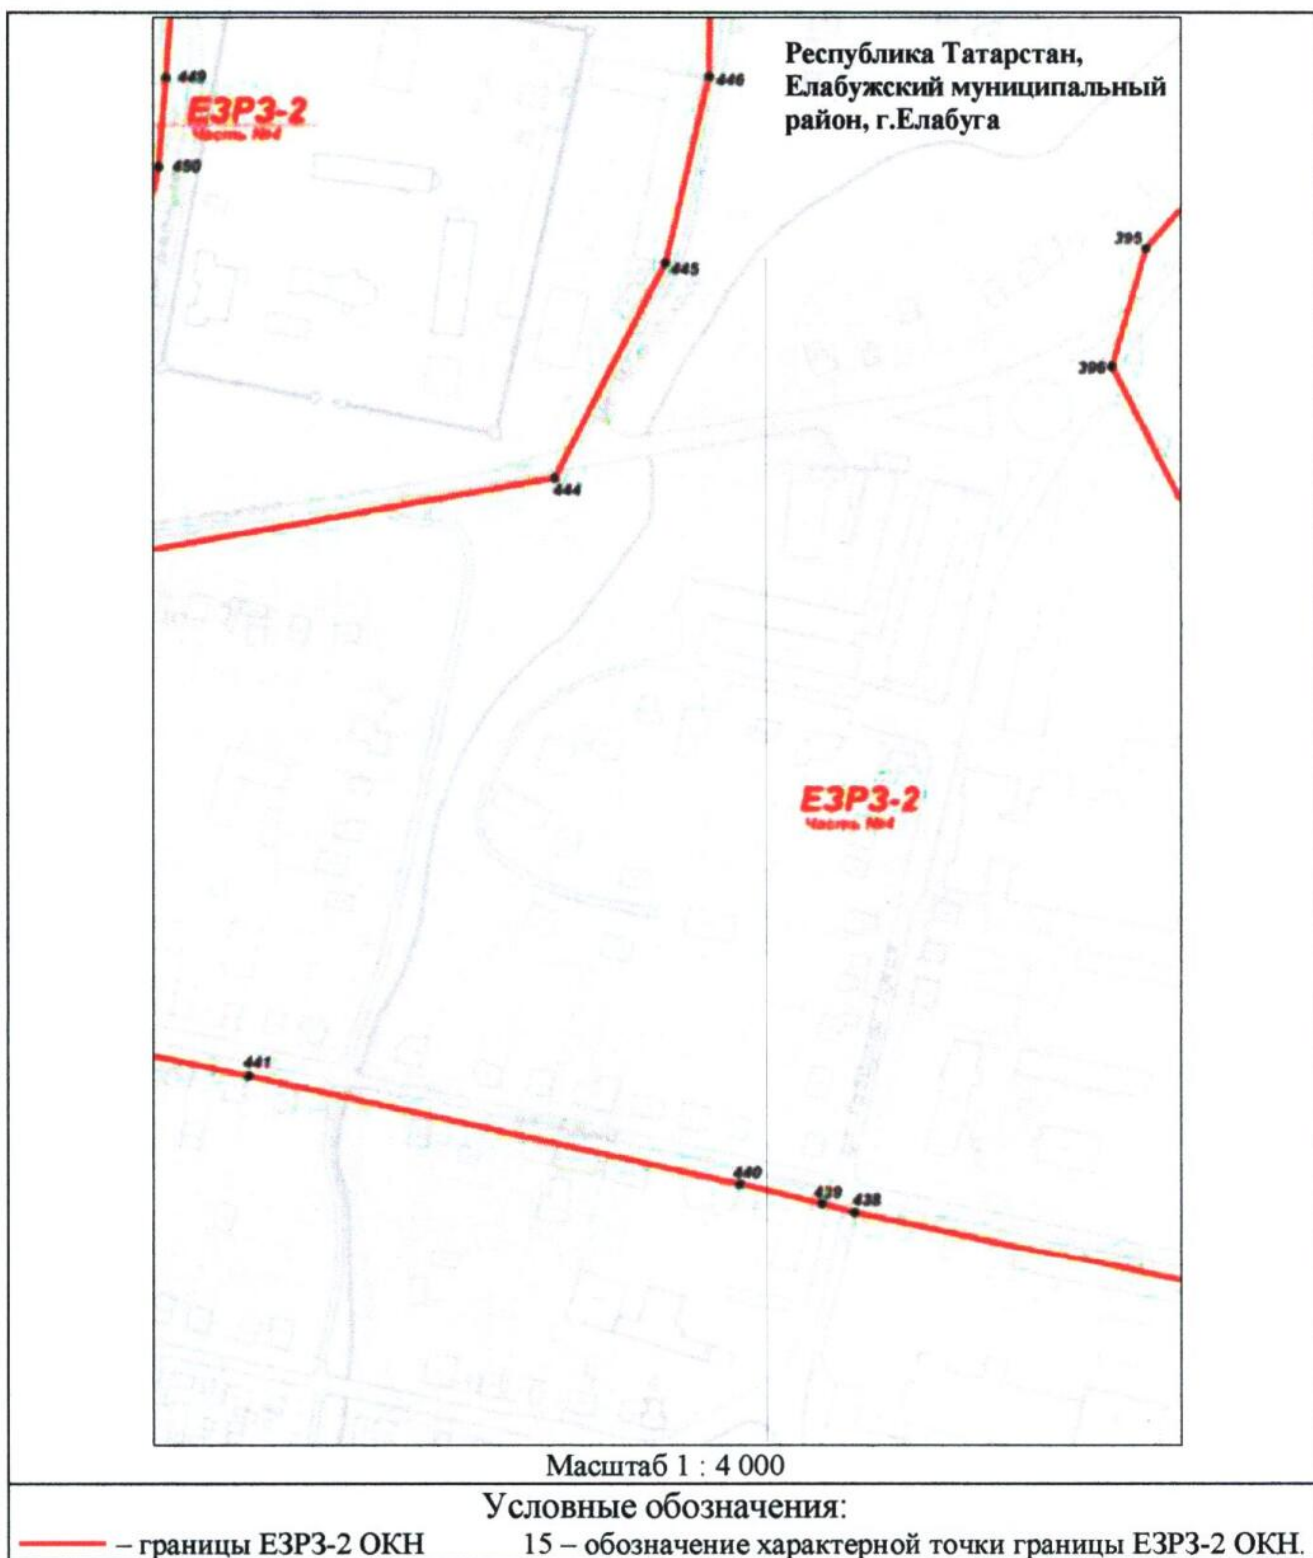 Республика Татарстан,
Елабужский муниципальный
район, г.Елабуга
449
446
ЕЗРЗ-2
Часть №4
450
395
445
396
444
ЕЗРЗ-2
Часть №4
441
440
439
438
Масштаб 1 : 4 000
Условные обозначения:
– границы ЕЗРЗ-2 ОКН
15 – обозначение характерной точки границы ЕЗРЗ-2 ОКН.